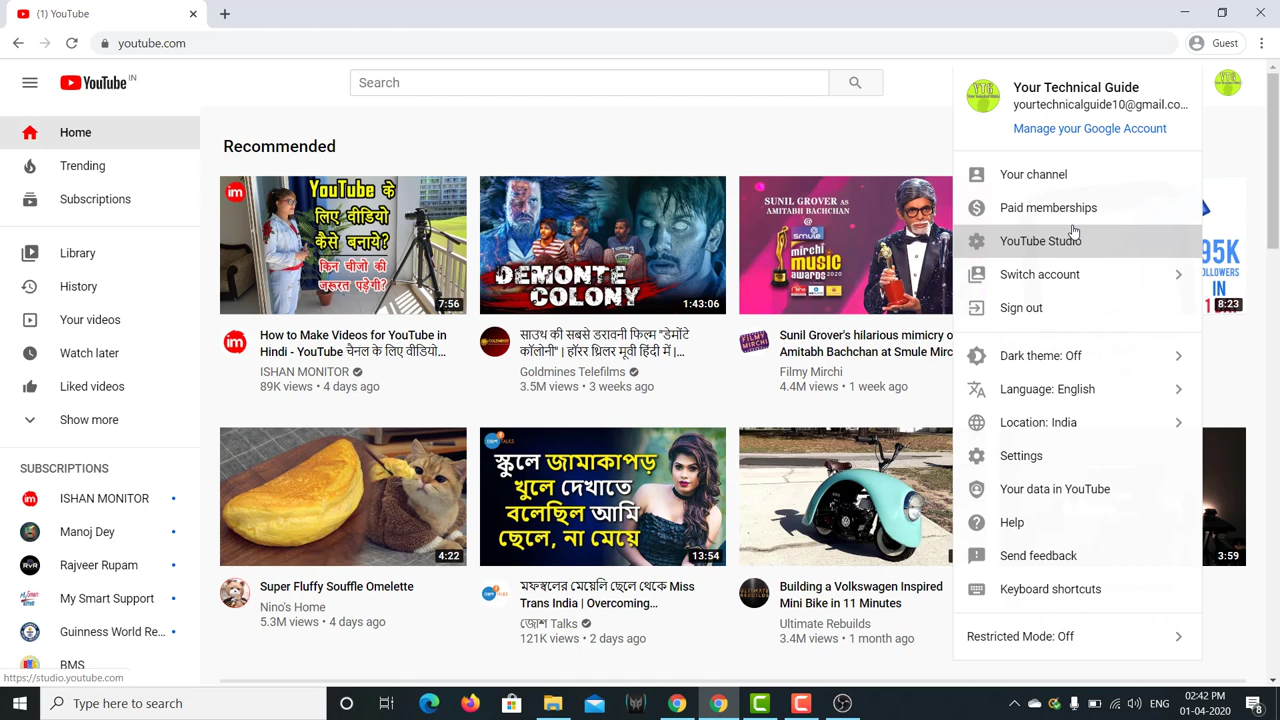 (1) YouTube
youtube.com
Guest
YouTube IN
Search
Your Technical Guide
yourtechnicalguide10@gmail.co...
Manage your Google Account
Home
Trending
Subscriptions
Library
History
Your videos
Watch later
Liked videos
Show more
SUBSCRIPTIONS
ISHAN MONITOR
Manoj Dey
Rajveer Rupam
My Smart Support
Guinness World Re...
BMS
https://studio.youtube.com
Recommended
im
YouTube के
लिए वीडियो
कैसे बनाये?
किन चीजो की
जरूरत पड़ेगी?
7:56
DEMONTE
COLONY
1:43:06
SUNIL GROVER AS
AMITABH BACHCHAN
@
smule
mirchi
music
awards 2020
95K
FOLLOWERS
IN
8:23
How to Make Videos for YouTube in
Hindi - YouTube चैनल के लिए वीडियो...
ISHAN MONITOR
89K views • 4 days ago
साउथ की सबसे डरावनी फिल्म "डेमोंटे
कॉलोनी" | हॉरर थ्रिलर मूवी हिंदी में |...
Goldmines Telefilms
3.5M views • 3 weeks ago
Sunil Grover's hilarious mimicry o
Amitabh Bachchan at Smule Mirc
Filmy Mirchi
4.4M views • 1 week ago
4:22
জোশ TALKS
স্কুলে জামাকাপড়
খুলে দেখাতে
বলেছিল আমি
ছেলে, না মেয়ে
13:54
3:59
Super Fluffy Souffle Omelette
Nino's Home
5.3M views • 4 days ago
মফস্বলের মেয়েলি ছেলে থেকে Miss
Trans India | Overcoming...
জোশ Talks
121K views • 2 days ago
Building a Volkswagen Inspired
Mini Bike in 11 Minutes
Ultimate Rebuilds
3.4M views • 1 month ago
Your channel
Paid memberships
YouTube Studio
Switch account
Sign out
Dark theme: Off
Language: English
Location: India
Settings
Your data in YouTube
Help
Send feedback
Keyboard shortcuts
Restricted Mode: Off
Type here to search
ENG
02:42 PM
01-04-2020
8